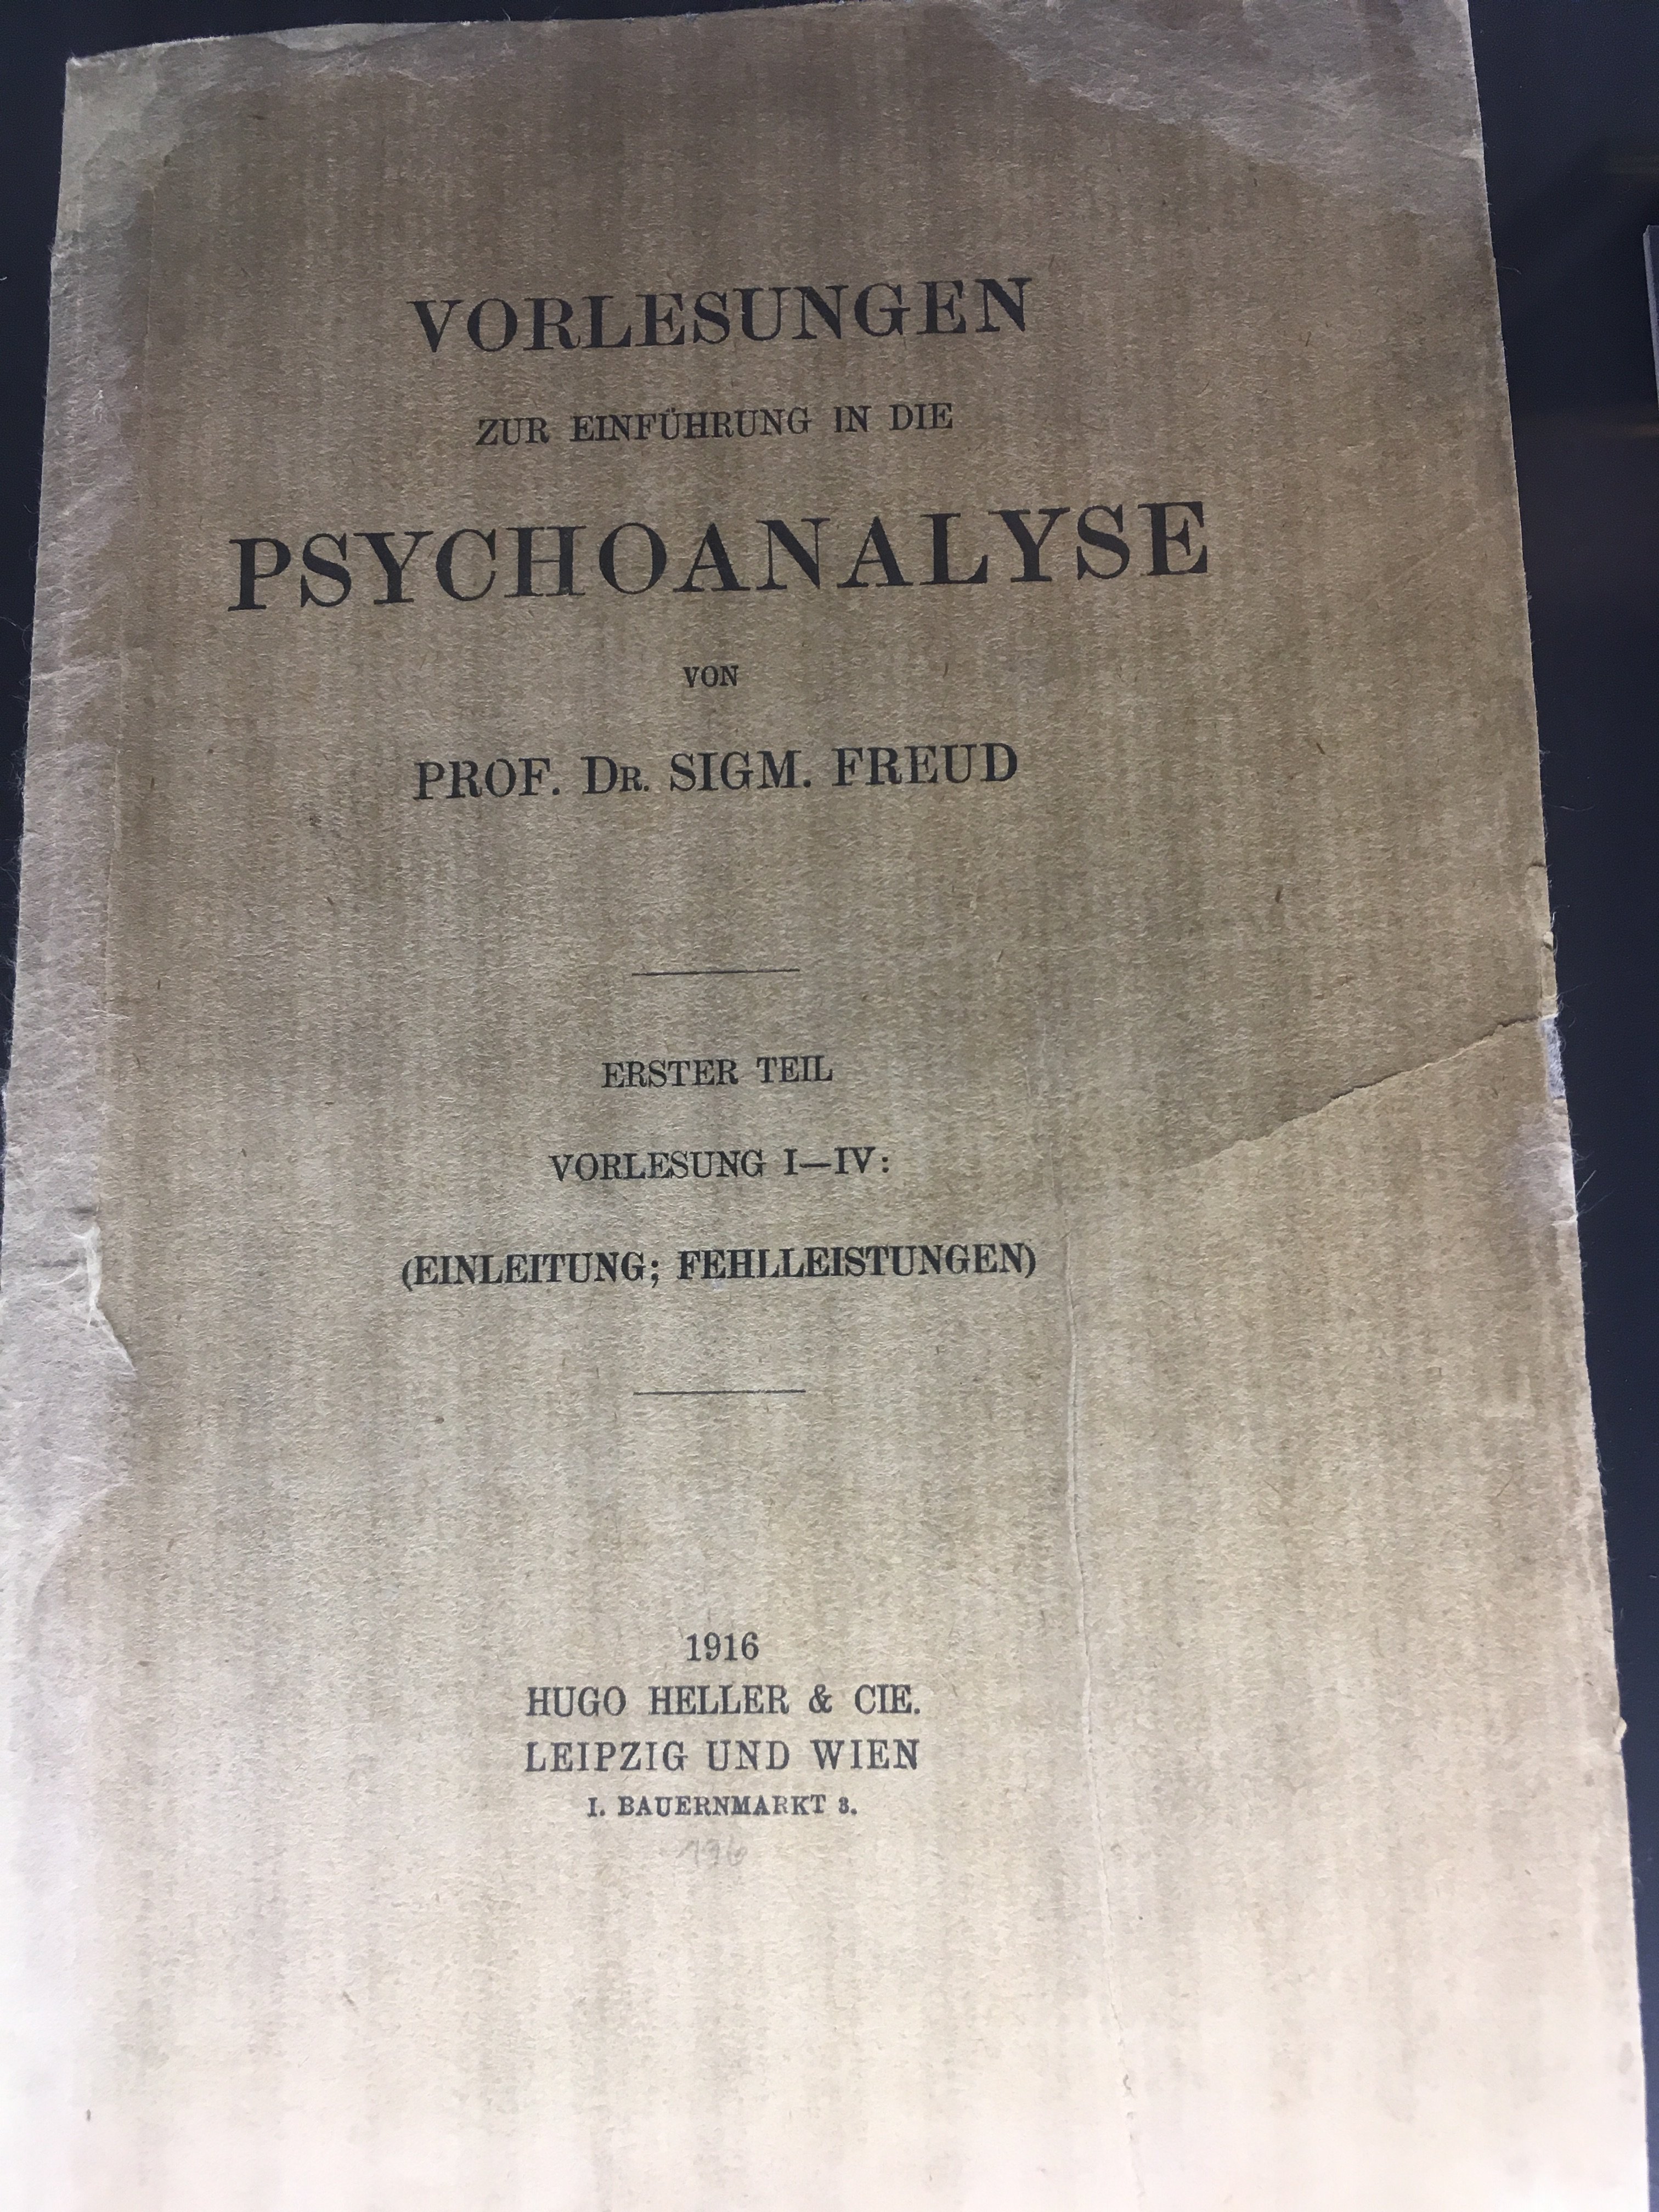 VORLESUNGEN
ZUR EINFÜHRUNG IN DIE
PSYCHOANALYSE
VON
PROF. DR. SIGM. FREUD
ERSTER TEIL
VORLESUNG I—IV:
(EINLEITUNG; FEHLLEISTUNGEN)
1916
HUGO HELLER & CIE.
LEIPZIG UND WIEN
I. BAUERNMARKT 3.